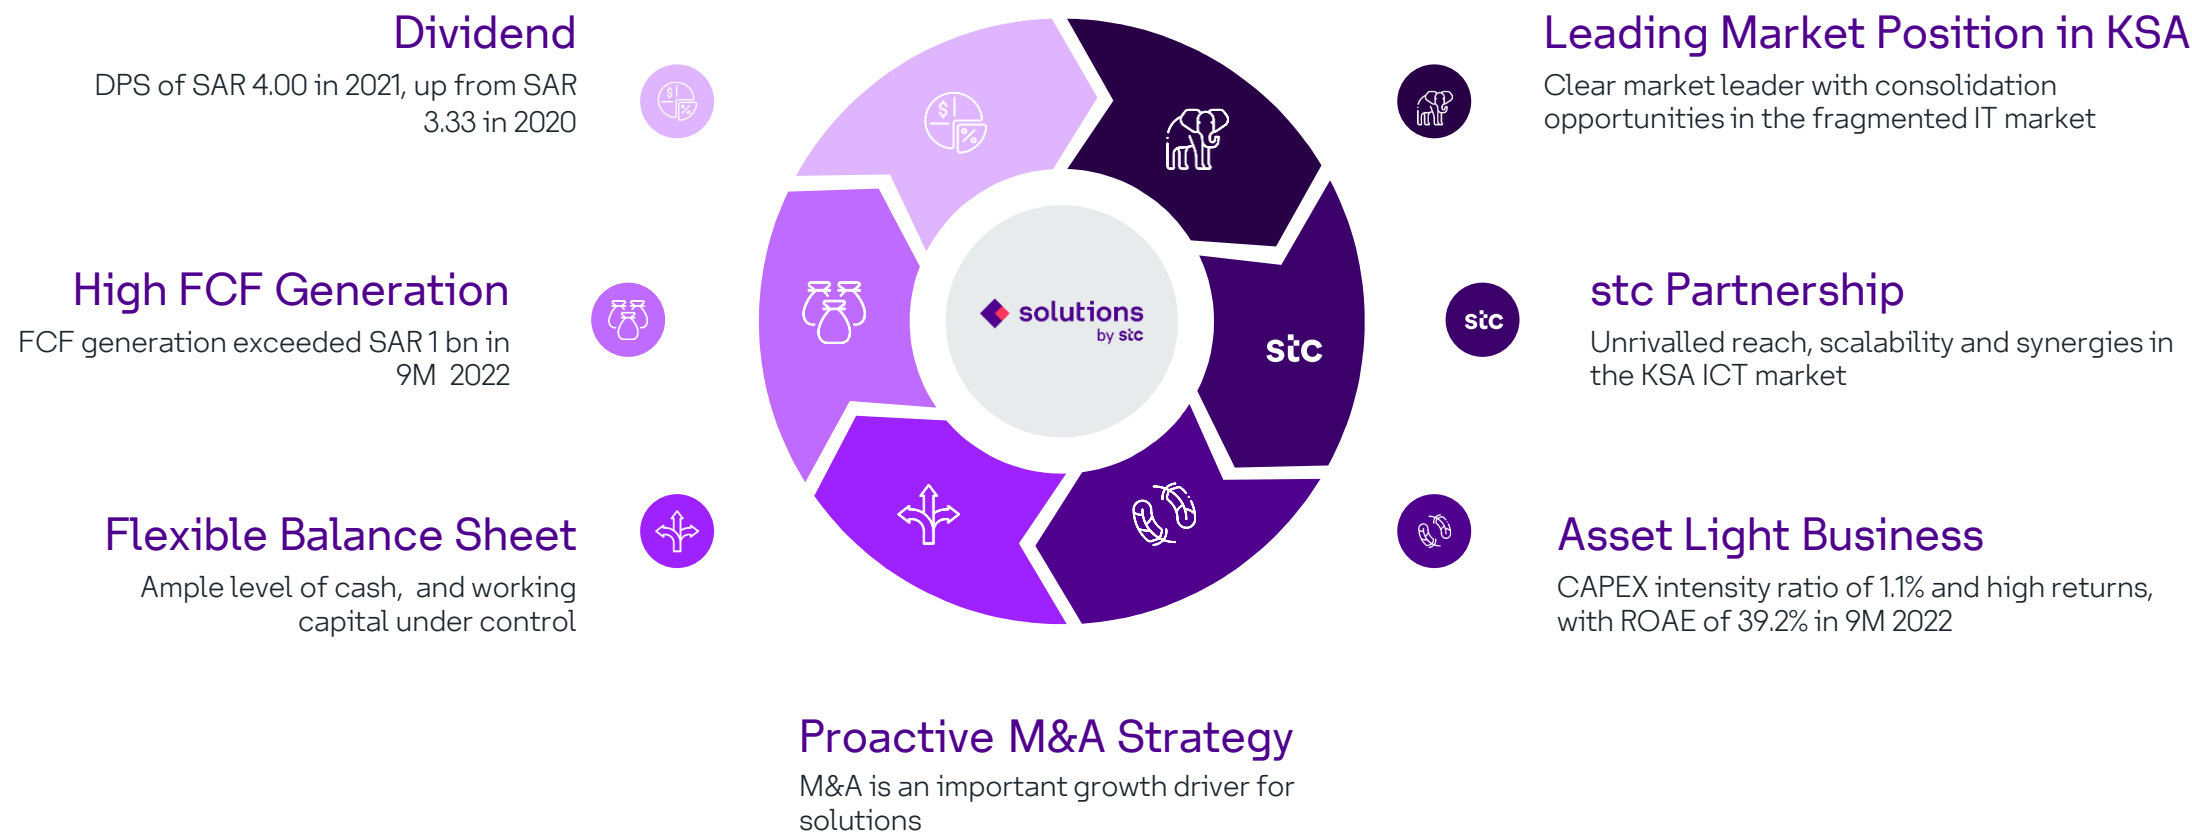 Dividend
DPS of SAR 4.00 in 2021, up from SAR
3.33 in 2020
High FCF Generation
FCF generation exceeded SAR 1 bn in
9M 2022
Flexible Balance Sheet
Ample level of cash, and working
capital under control
$
%
$
%
solutions
by stc
stc
stc
Leading Market Position in KSA
Clear market leader with consolidation
opportunities in the fragmented IT market
stc Partnership
Unrivalled reach, scalability and synergies in
the KSA ICT market
Asset Light Business
CAPEX intensity ratio of 1.1% and high returns,
with ROAE of 39.2% in 9M 2022
Proactive M&A Strategy
M&A is an important growth driver for
solutions